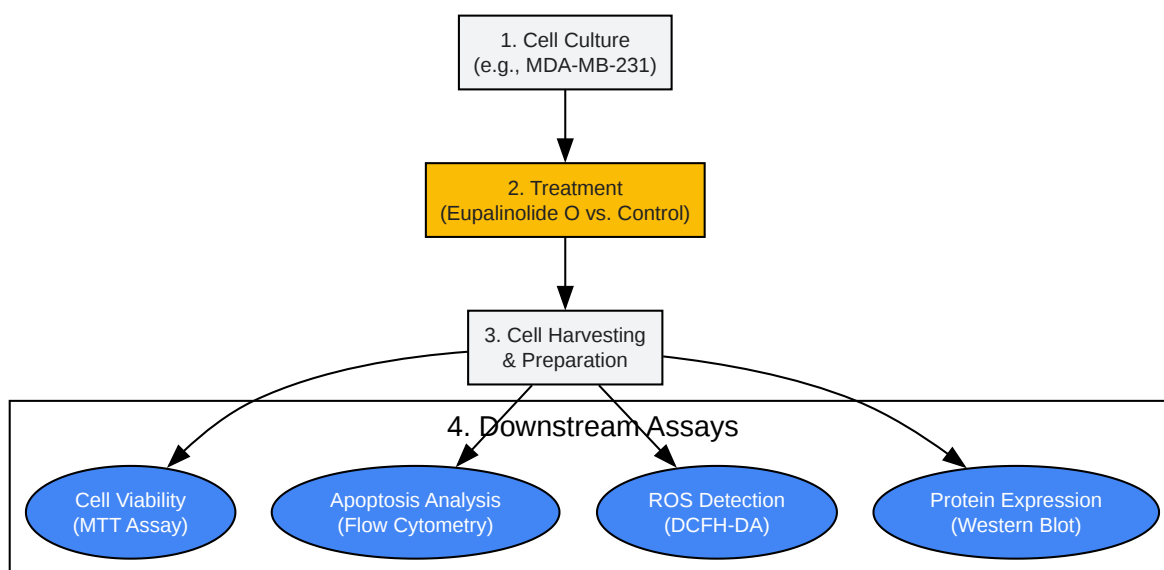 1. Cell Culture
(e.g., MDA-MB-231)
2. Treatment
(Eupalinolide O vs. Control)
3. Cell Harvesting
& Preparation
4. Downstream Assays
Cell Viability
(MTT Assay)
Apoptosis Analysis
(Flow Cytometry)
ROS Detection
(DCFH-DA)
Protein Expression
(Western Blot)